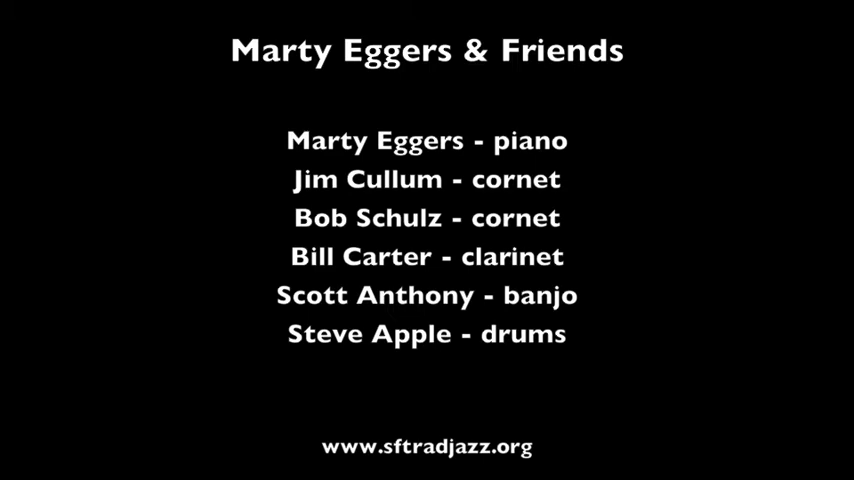 Marty Eggers & Friends
Marty Eggers - piano
Jim Cullum - cornet
Bob Schulz - cornet
Bill Carter - clarinet
Scott Anthony - banjo
Steve Apple - drums
www.sftradjazz.org